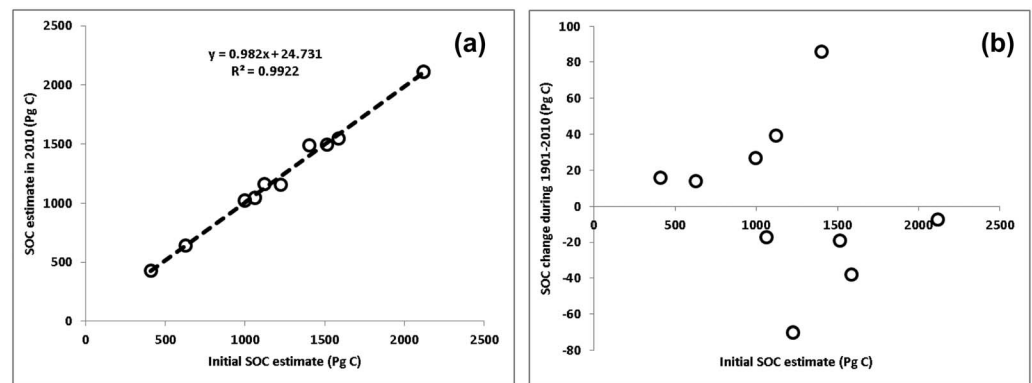 (a)
y = 0.982x + 24.731
R² = 0.9922
SOC estimate in 2010 (Pg C)
2500
2000
1500
1000
500
0
0 500 1000 1500 2000 2500
Initial SOC estimate (Pg C)
(b)
SOC change during 1901-2010 (Pg C)
100
80
60
40
20
0
-20
-40
-60
-80
0 500 1000 1500 2000 2500
Initial SOC estimate (Pg C)